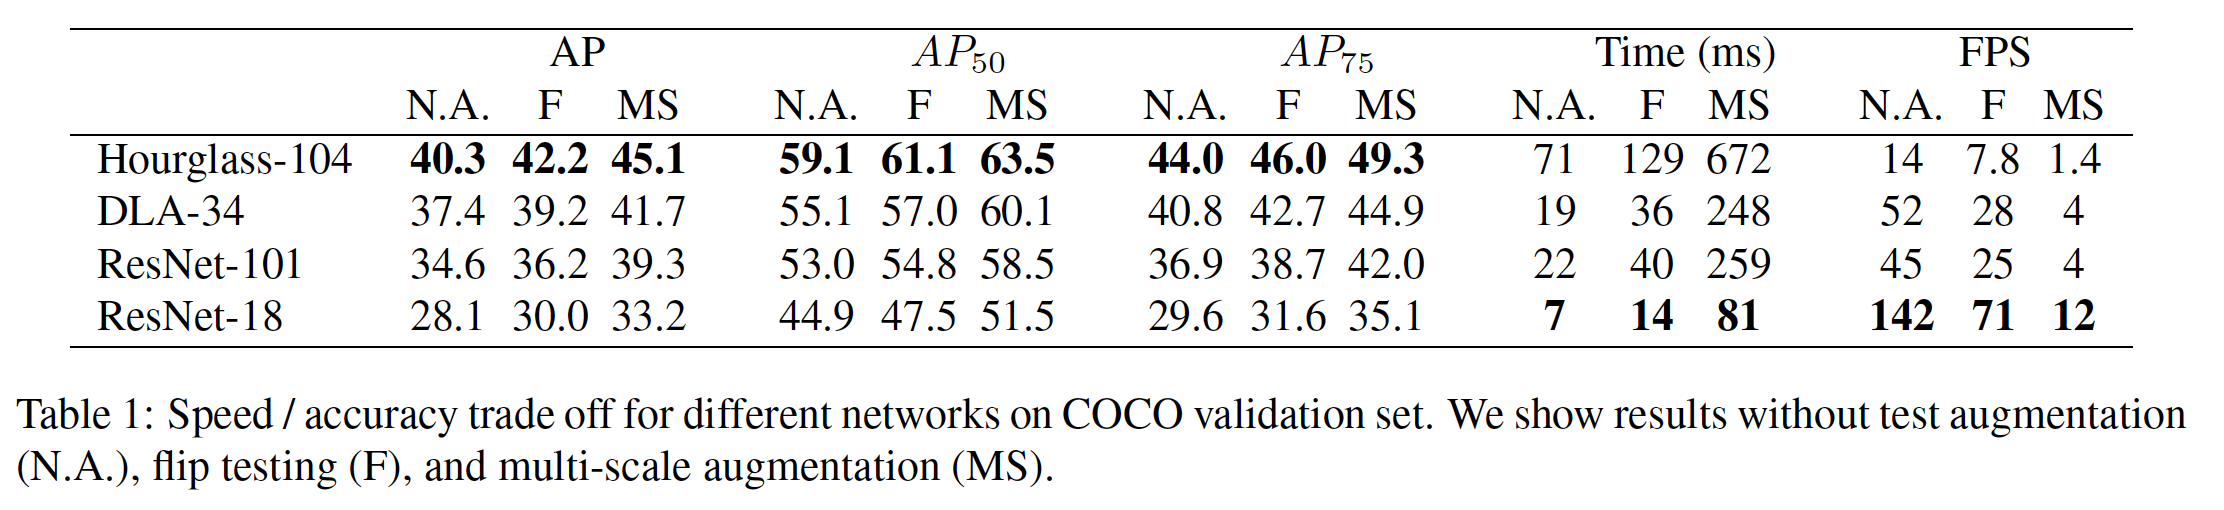 AP AP50 AP75 Time (ms) FPS
N.A. F MS N.A. F MS N.A. F MS N.A. F MS N.A. F MS
Hourglass-104 40.3 42.2 45.1 59.1 61.1 63.5 44.0 46.0 49.3 71 129 672 14 7.8 1.4
DLA-34 37.4 39.2 41.7 55.1 57.0 60.1 40.8 42.7 44.9 19 36 248 52 28 4
ResNet-101 34.6 36.2 39.3 53.0 54.8 58.5 36.9 38.7 42.0 22 40 259 45 25 4
ResNet-18 28.1 30.0 33.2 44.9 47.5 51.5 29.6 31.6 35.1 7 14 81 142 71 12
Table 1: Speed / accuracy trade off for different networks on COCO validation set. We show results without test augmentation
(N.A.), flip testing (F), and multi-scale augmentation (MS).